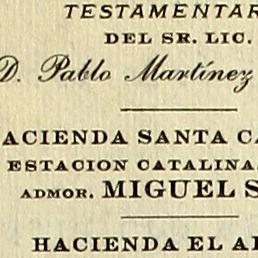 TESTAMENTAR
DEL SR. LIC.
D. Pablo Martínez
ACIENDA SANTA CA
ESTACION CATALINA
ADMOR. MIGUEL S
HACIENDA EL A